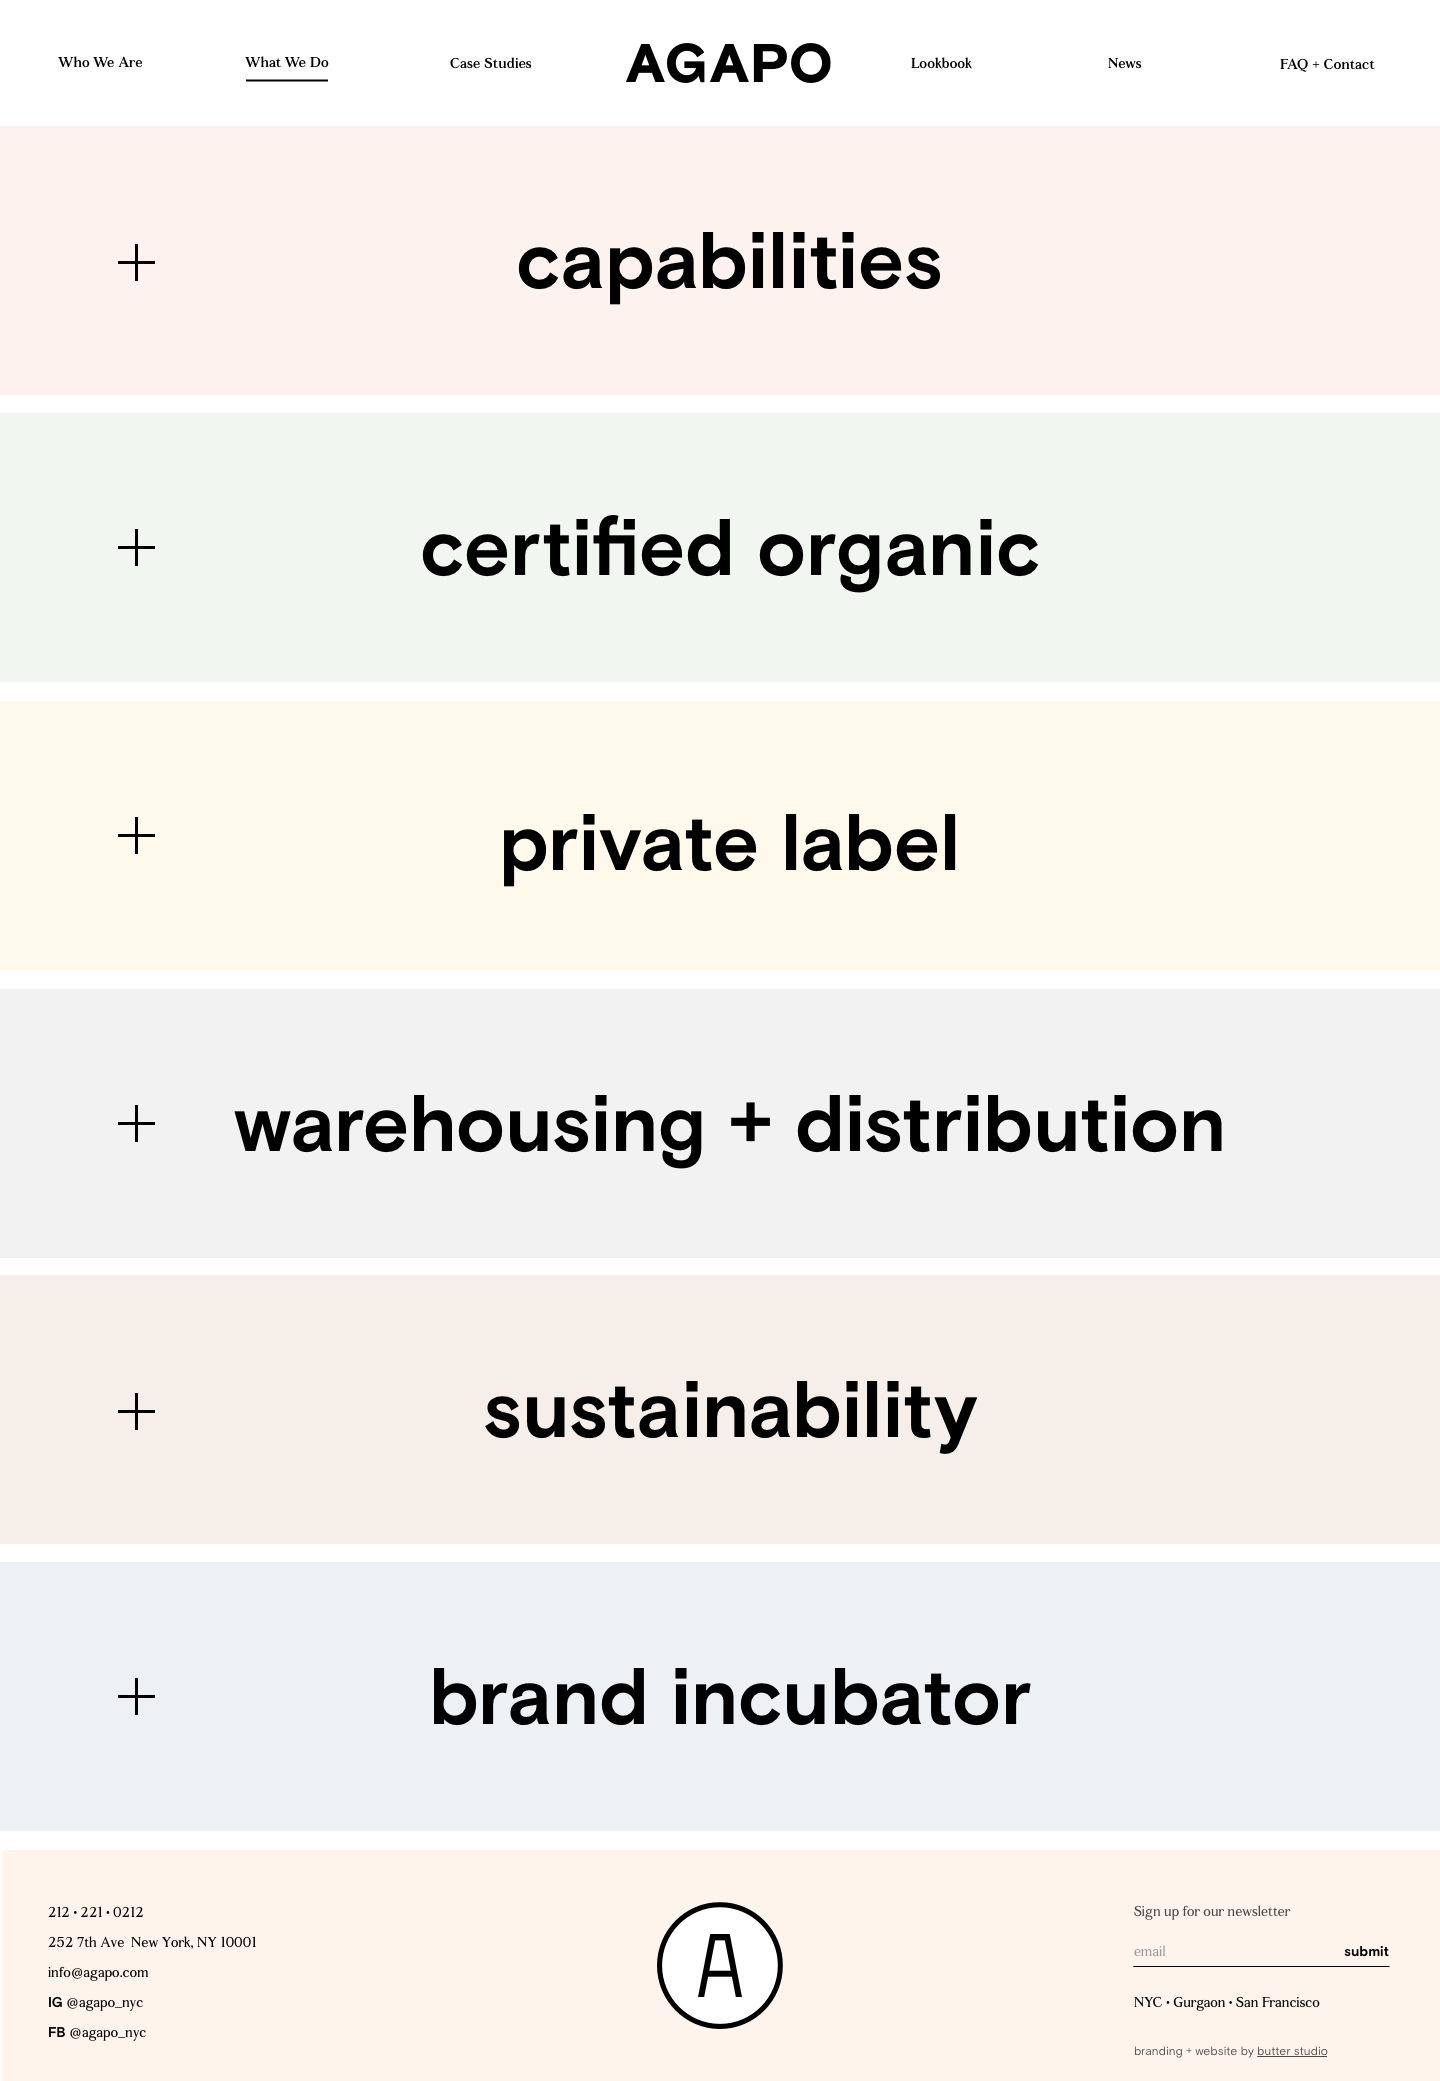 Who We Are
What We Do
Case Studies
AGAPO
Lookbook
News
FAQ + Contact
capabilities
certified organic
private label
warehousing + distribution
sustainability
brand incubator
212 • 221 • 0212
252 7th Ave  New York, NY 10001
info@agapo.com
IG @agapo_nyc
FB @agapo_nyc
A
Sign up for our newsletter
email submit
NYC • Gurgaon • San Francisco
branding + website by butter studio